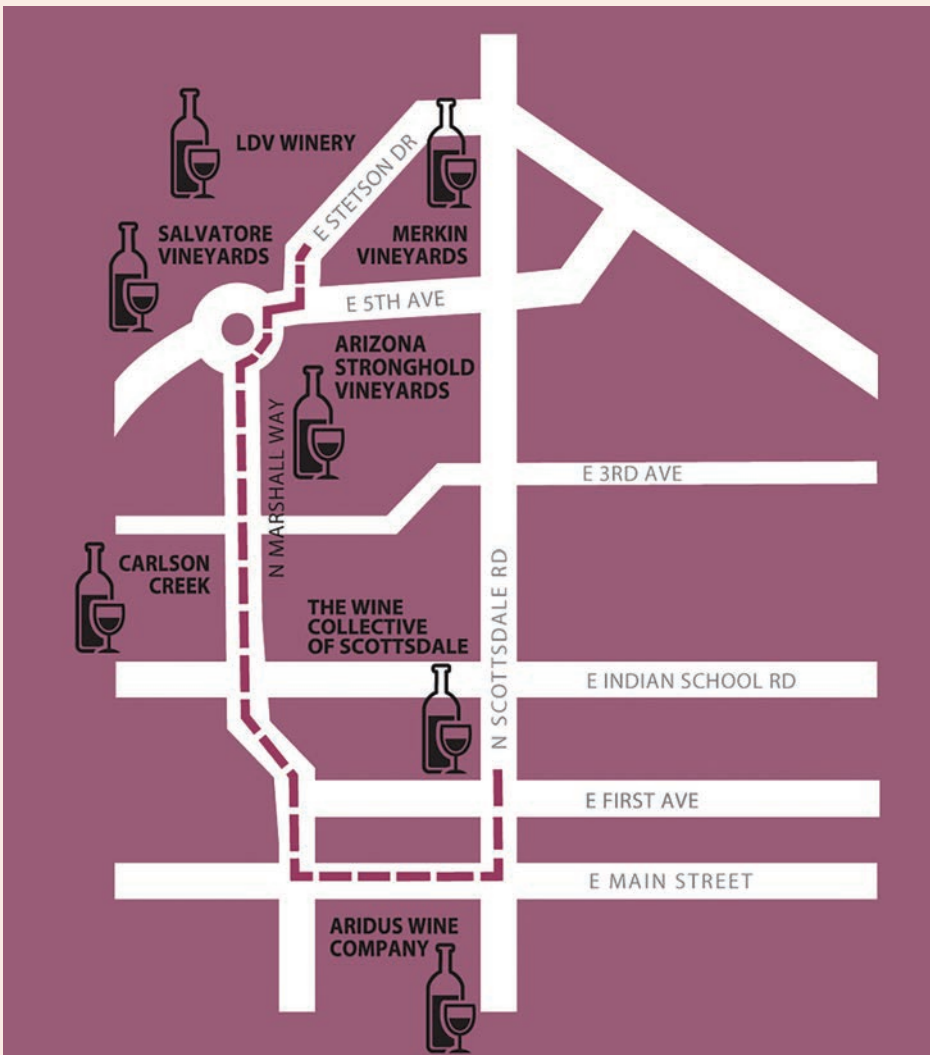 LDV WINERY
E STETSON DR
SALVATORE
VINEYARDS
MERKIN
VINEYARDS
E 5TH AVE
ARIZONA
STRONGHOLD
VINEYARDS
N MARSHALL WAY
E 3RD AVE
CARLSON
CREEK
THE WINE
COLLECTIVE
OF SCOTTSDALE
N SCOTTSDALE RD
E INDIAN SCHOOL RD
E FIRST AVE
E MAIN STREET
ARIDUS WINE
COMPANY